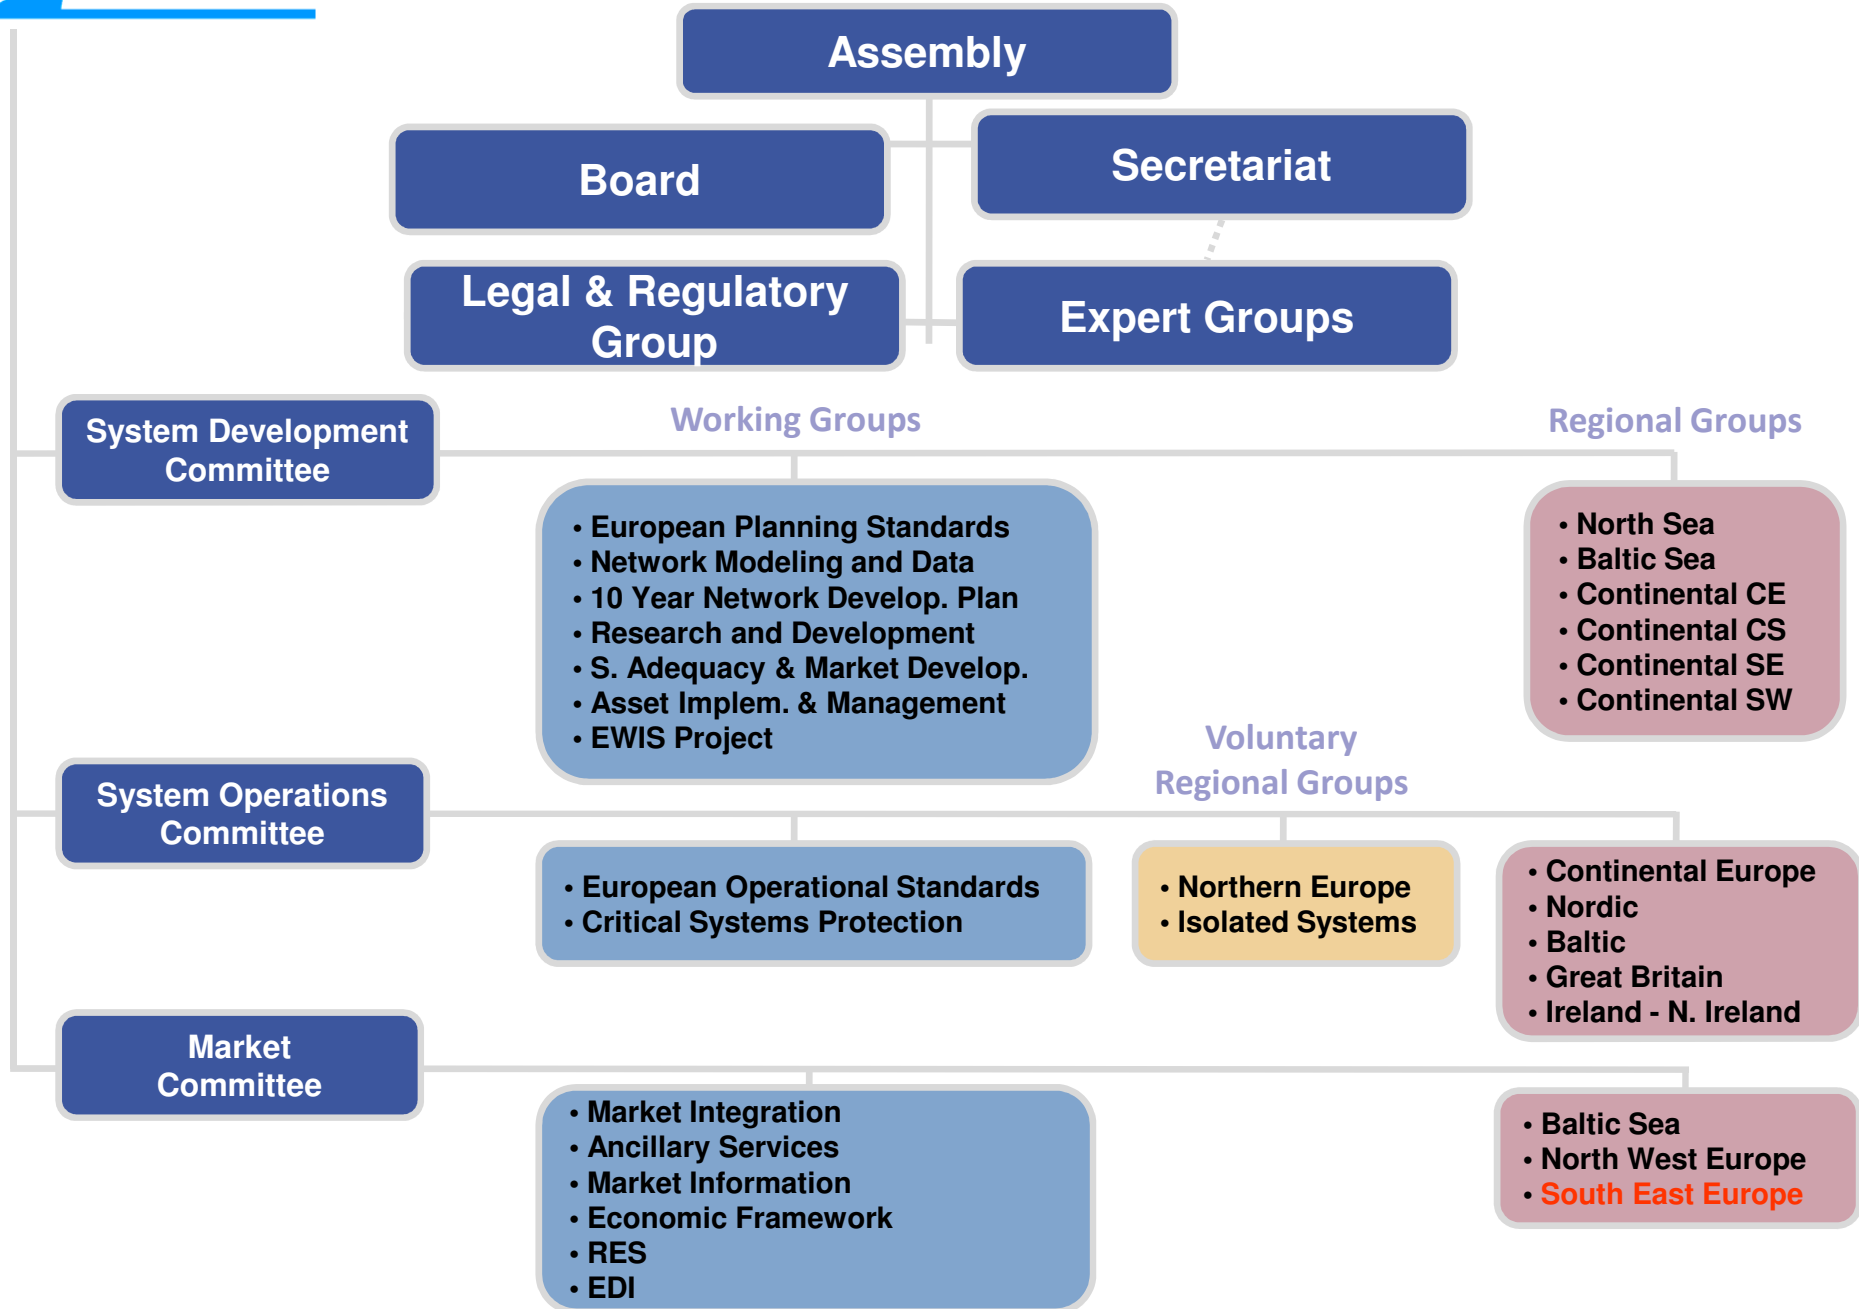 Assembly
Board
Secretariat
Legal & Regulatory
Group
Expert Groups
System Development
Committee
Working Groups
Regional Groups
• European Planning Standards
• Network Modeling and Data
• 10 Year Network Develop. Plan
• Research and Development
• S. Adequacy & Market Develop.
• Asset Implem. & Management
• EWIS Project
• North Sea
• Baltic Sea
• Continental CE
• Continental CS
• Continental SE
• Continental SW
System Operations
Committee
Voluntary
Regional Groups
• European Operational Standards
• Critical Systems Protection
• Northern Europe
• Isolated Systems
• Continental Europe
• Nordic
• Baltic
• Great Britain
• Ireland - N. Ireland
Market
Committee
• Market Integration
• Ancillary Services
• Market Information
• Economic Framework
• RES
• EDI
• Baltic Sea
• North West Europe
• South East Europe